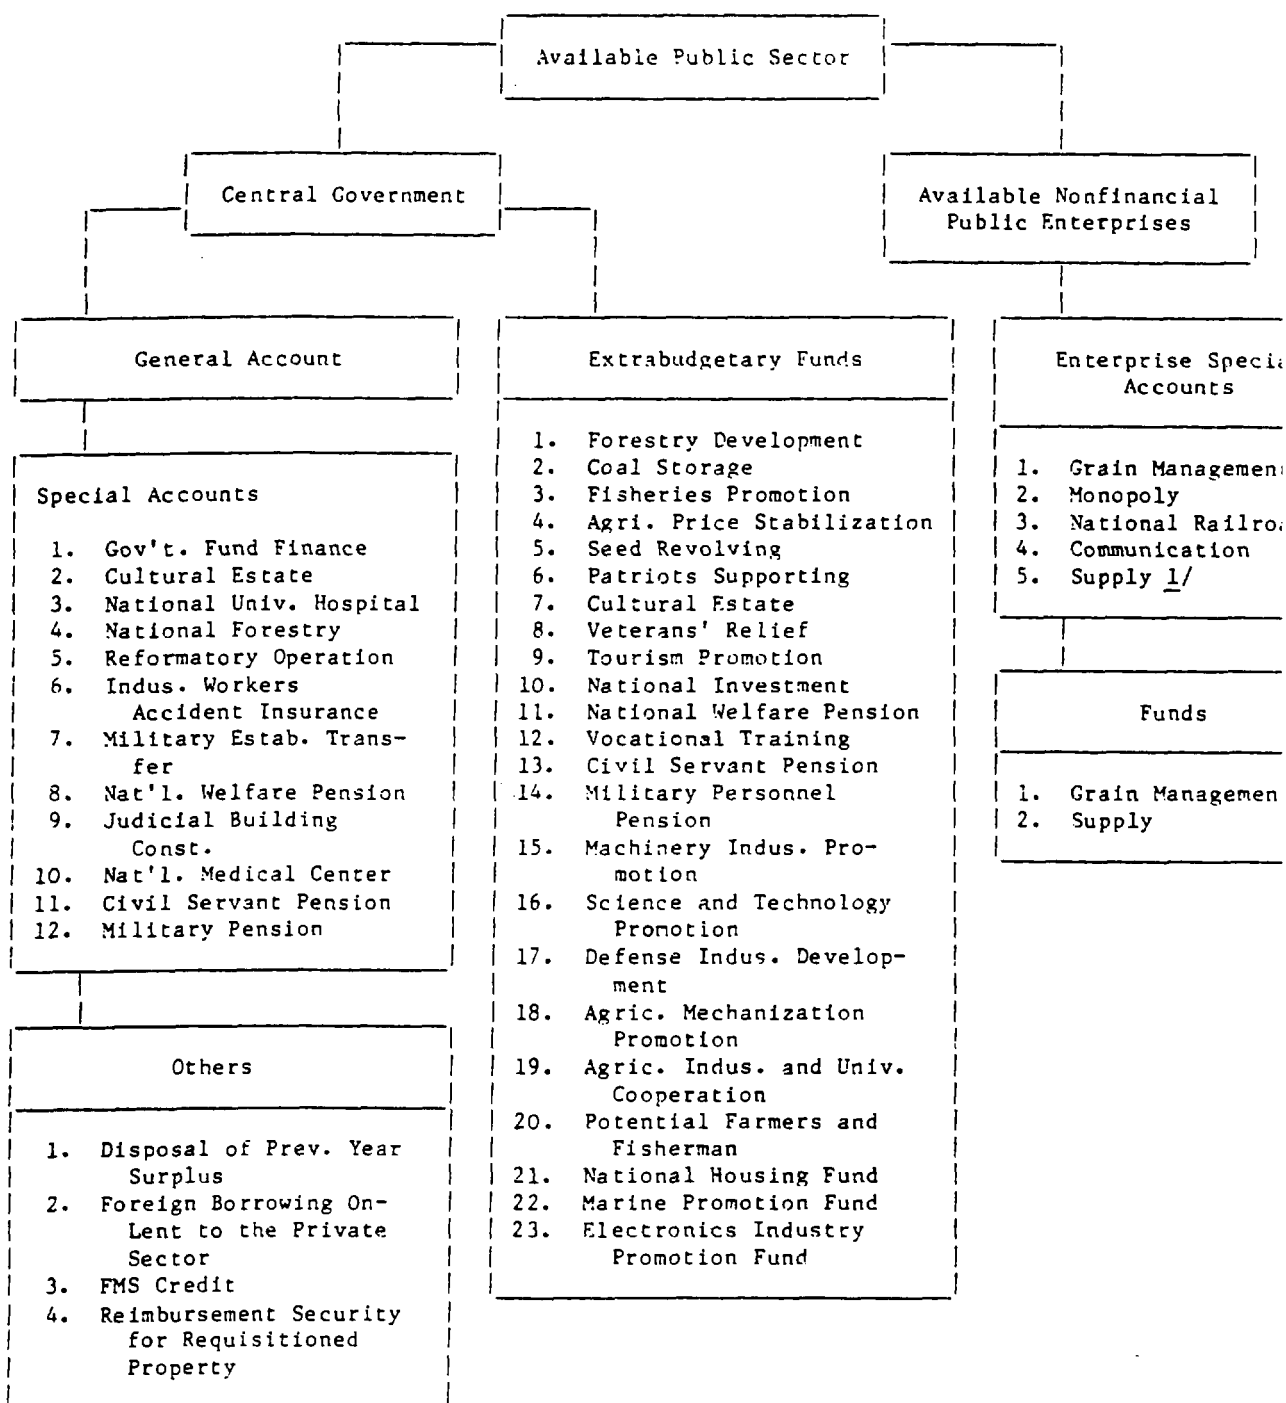 Available Public Sector
Central Government
Available Nonfinancial
Public Enterprises
General Account
Special Accounts
1. Gov't. Fund Finance
2. Cultural Estate
3. National Univ. Hospital
4. National Forestry
5. Reformatory Operation
6. Indus. Workers
Accident Insurance
7. Military Estab. Trans-
fer
8. Nat'l. Welfare Pension
9. Judicial Building
Const.
10. Nat'l. Medical Center
11. Civil Servant Pension
12. Military Pension
Others
1. Disposal of Prev. Year
Surplus
2. Foreign Borrowing On-
Lent to the Private
Sector
3. FMS Credit
4. Reimbursement Security
for Requisitioned
Property
Extrabudgetary Funds
1. Forestry Development
2. Coal Storage
3. Fisheries Promotion
4. Agri. Price Stabilization
5. Seed Revolving
6. Patriots Supporting
7. Cultural Estate
8. Veterans' Relief
9. Tourism Promotion
10. National Investment
11. National Welfare Pension
12. Vocational Training
13. Civil Servant Pension
14. Military Personnel
Pension
15. Machinery Indus. Pro-
motion
16. Science and Technology
Promotion
17. Defense Indus. Develop-
ment
18. Agric. Mechanization
Promotion
19. Agric. Indus. and Univ.
Cooperation
20. Potential Farmers and
Fisherman
21. National Housing Fund
22. Marine Promotion Fund
23. Electronics Industry
Promotion Fund
Enterprise Specia
Accounts
1. Grain Management
2. Monopoly
3. National Railroa
4. Communication
5. Supply 1/
Funds
1. Grain Managemen
2. Supply